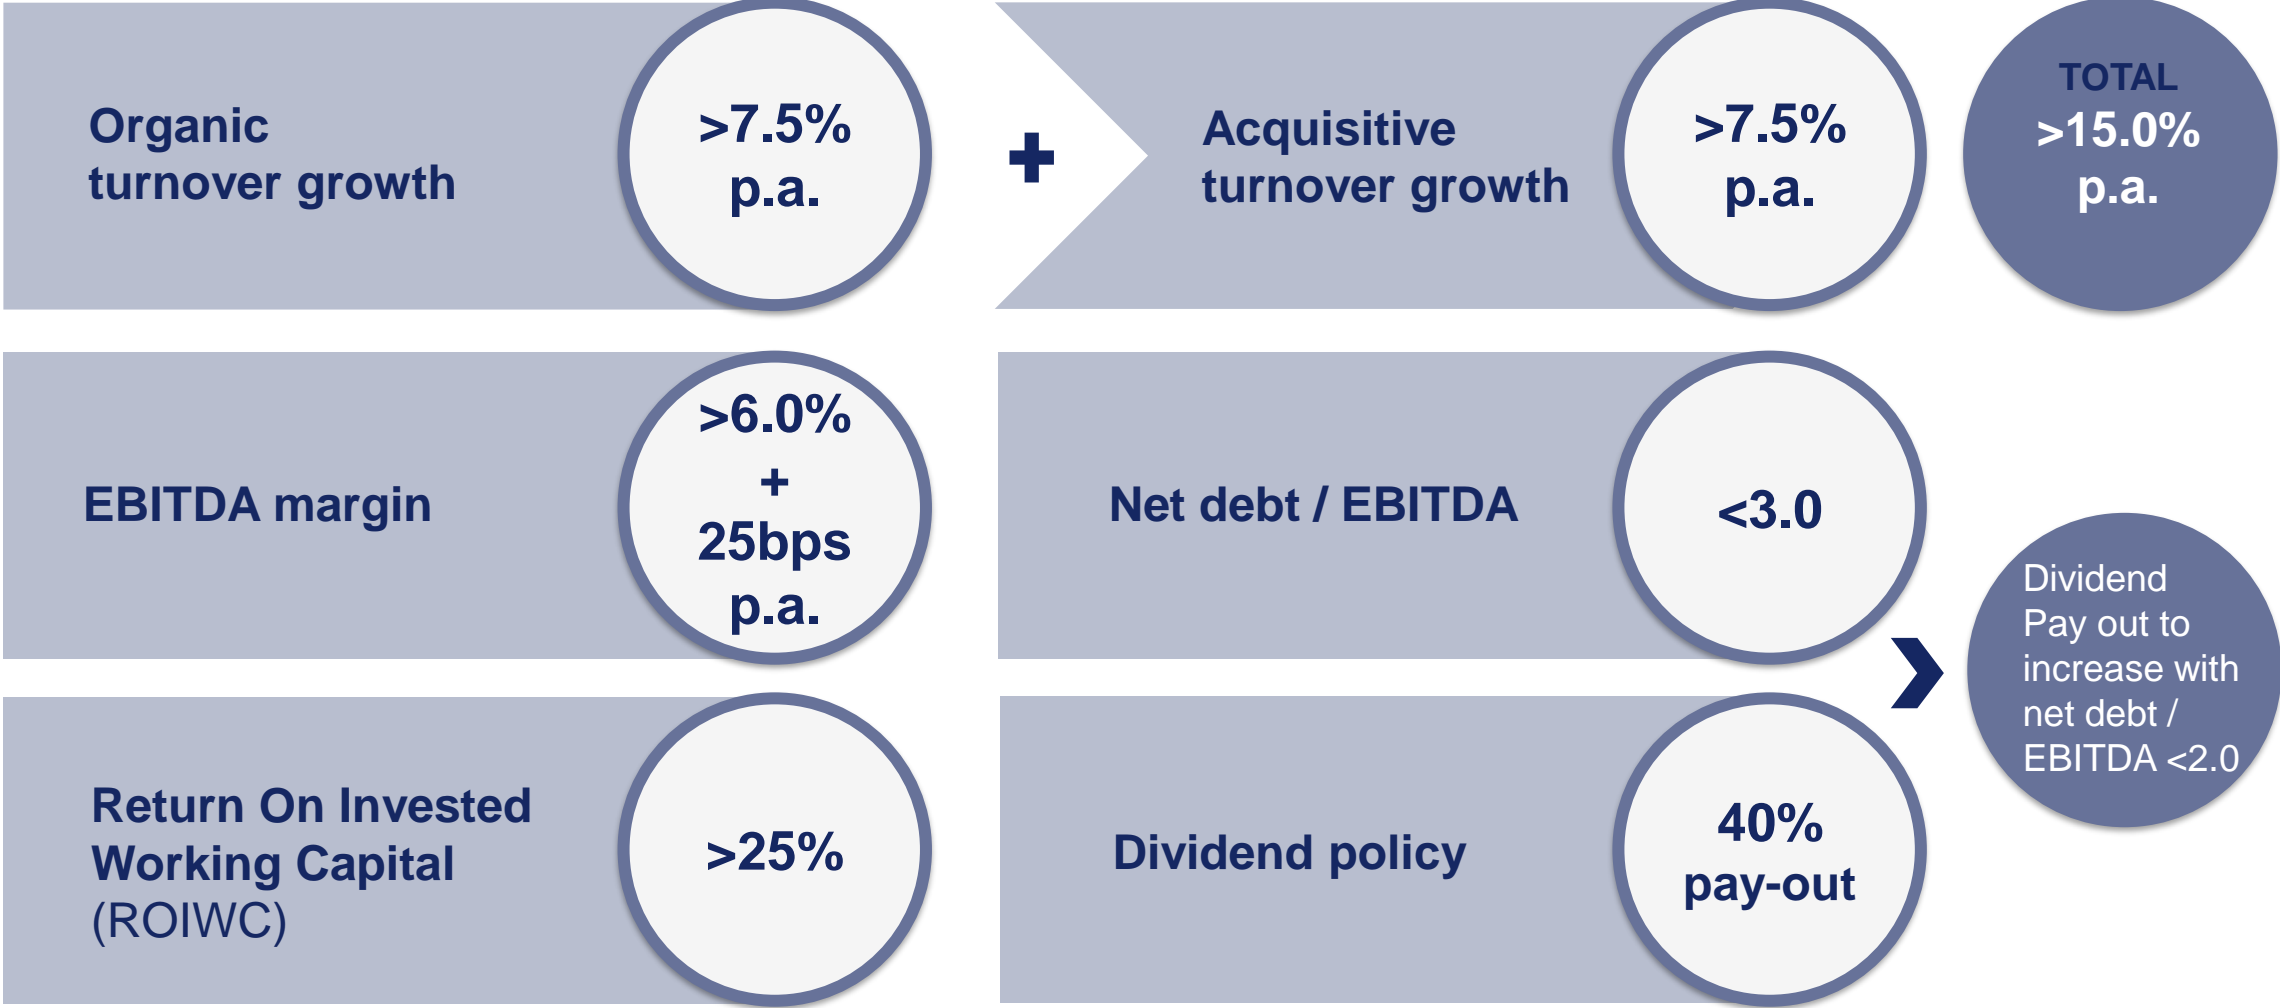 Organic
turnover growth
>7.5%
p.a.
+
Acquisitive
turnover growth
>7.5%
p.a.
TOTAL
>15.0%
p.a.
EBITDA margin
>6.0%
+
25bps
p.a.
Net debt / EBITDA
<3.0
Return On Invested
Working Capital
(ROIWC)
>25%
Dividend policy
40%
pay-out
Dividend
Pay out to
increase with
net debt /
EBITDA <2.0